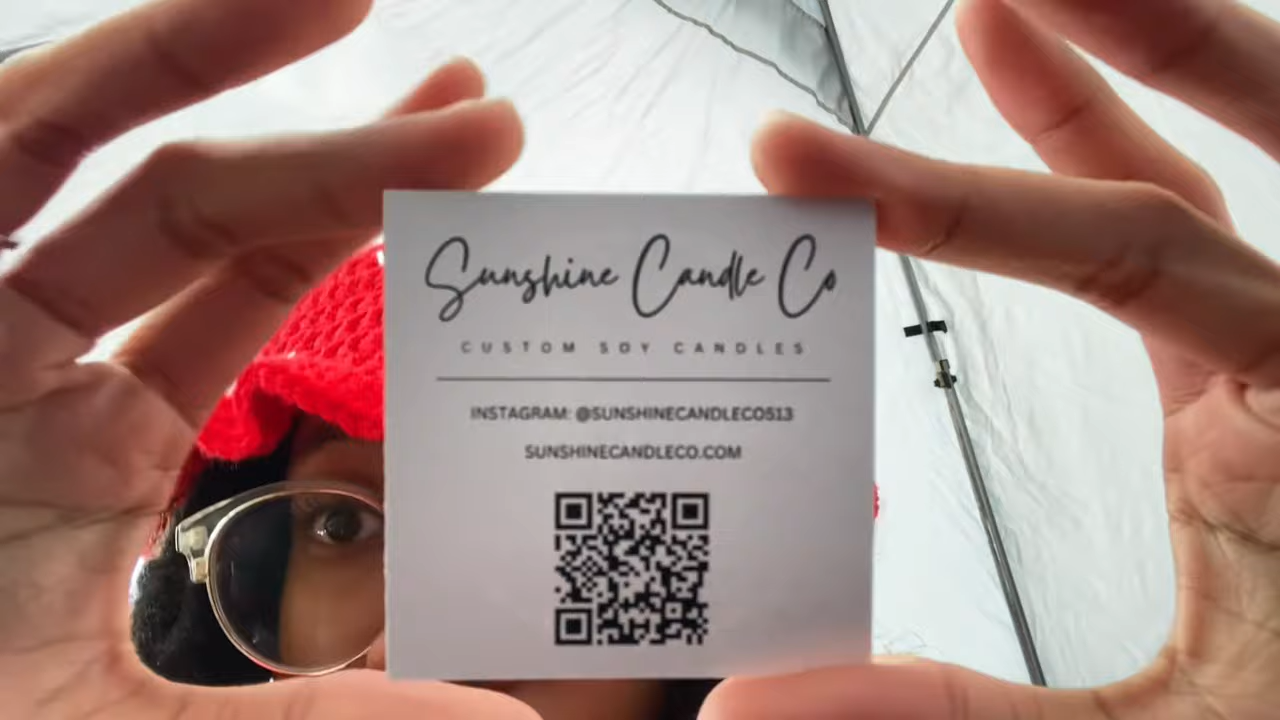 Sunshine Candle Co
CUSTOM SOY CANDLES
INSTAGRAM: @SUNSHINECANDLECO513
SUNSHINECANDLECO.COM